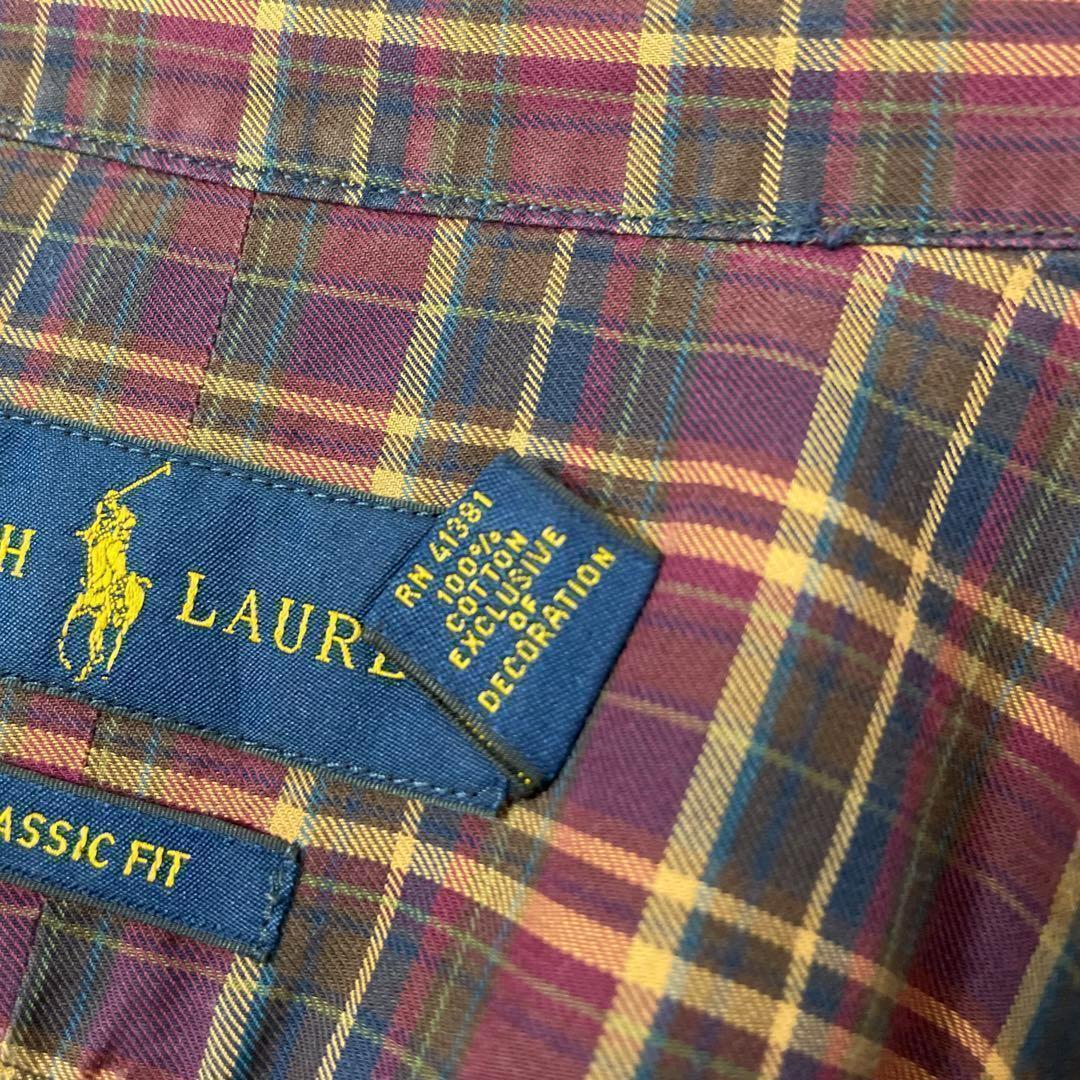 H LAURE
RN 41381
100%
COTTON
EXCLUSIVE
OF
DECORATION
ASSIC FIT